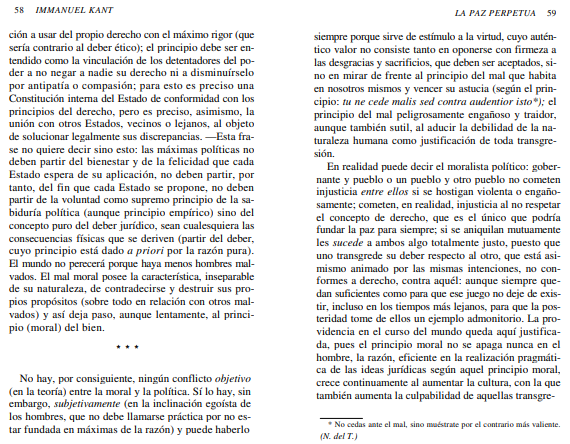 58 IMMANUEL KANT
ción a usar del propio derecho con el máximo rigor (que
sería contrario al deber ético); el principio debe ser en-
tendido como la vinculación de los detentadores del po-
der a no negar a nadie su derecho ni a disminuírselo
por antipatía o compasión; para esto es preciso una
Constitución interna del Estado de conformidad con los
principios del derecho, pero es preciso, asimismo, la
unión con otros Estados, vecinos o lejanos, al objeto
de solucionar legalmente sus discrepancias. —Esta fra-
se no quiere decir sino esto: las máximas políticas no
deben partir del bienestar y de la felicidad que cada
Estado espera de su aplicación, no deben partir, por
tanto, del fin que cada Estado se propone, no deben
partir de la voluntad como supremo principio de la sa-
biduría política (aunque principio empírico) sino del
concepto puro del deber jurídico, sean cualesquiera las
consecuencias físicas que se deriven (partir del deber,
cuyo principio está dado a priori por la razón pura).
El mundo no perecerá porque haya menos hombres mal-
vados. El mal moral posee la característica, inseparable
de su naturaleza, de contradecirse y destruir sus pro-
pios propósitos (sobre todo en relación con otros mal-
vados) y así deja paso, aunque lentamente, al princi-
pio (moral) del bien.
* * *
No hay, por consiguiente, ningún conflicto objetivo
(en la teoría) entre la moral y la política. Sí lo hay, sin
embargo, subjetivamente (en la inclinación egoísta de
los hombres, que no debe llamarse práctica por no es-
tar fundada en máximas de la razón) y puede haberlo
LA PAZ PERPETUA 59
siempre porque sirve de estímulo a la virtud, cuyo autén-
tico valor no consiste tanto en oponerse con firmeza a
las desgracias y sacrificios, que deben ser aceptados, si-
no en mirar de frente al principio del mal que habita
en nosotros mismos y vencer su astucia (según el prin-
cipio: tu ne cede malis sed contra audentior isto*); el
principio del mal peligrosamente engañoso y traidor,
aunque también sutil, al aducir la debilidad de la na-
turaleza humana como justificación de toda transgre-
sión.
En realidad puede decir el moralista político: gober-
nante y pueblo o un pueblo y otro pueblo no cometen
injusticia entre ellos si se hostigan violenta o engaño-
samente; cometen, en realidad, injusticia al no respetar
el concepto de derecho, que es el único que podría
fundar la paz para siempre; si se aniquilan mutuamente
les sucede a ambos algo totalmente justo, puesto que
uno transgrede su deber respecto al otro, que está asi-
mismo animado por las mismas intenciones, no con-
formes a derecho, contra aquél: aunque siempre que-
dan suficientes como para que ese juego no deje de exis-
tir, incluso en los tiempos más lejanos, para que la pos-
teridad tome de ellos un ejemplo admonitorio. La pro-
videncia en el curso del mundo queda aquí justifica-
da, pues el principio moral no se apaga nunca en el
hombre, la razón, eficiente en la realización pragmáti-
ca de las ideas jurídicas según aquel principio moral,
crece continuamente al aumentar la cultura, con la que
también aumenta la culpabilidad de aquellas transgre-
* No cedas ante el mal, sino muéstrate por el contrario más valiente.
(N. del T.)